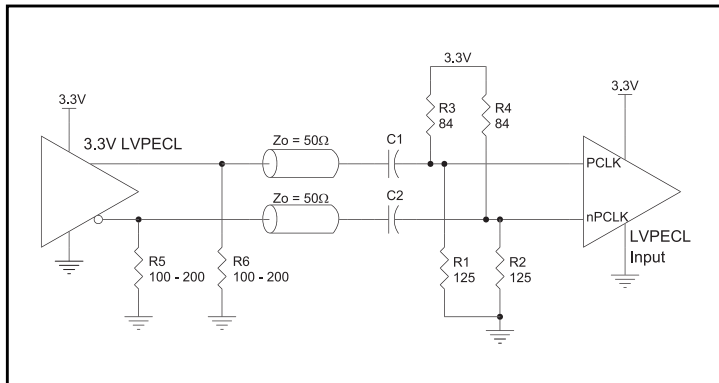 3.3V
3.3V LVPECL
R5
100 - 200
R6
100 - 200
Zo = 50Ω
Zo = 50Ω
C1
C2
3.3V
R3
84
R4
84
R1
125
R2
125
3.3V
PCLK
nPCLK
LVPECL
Input